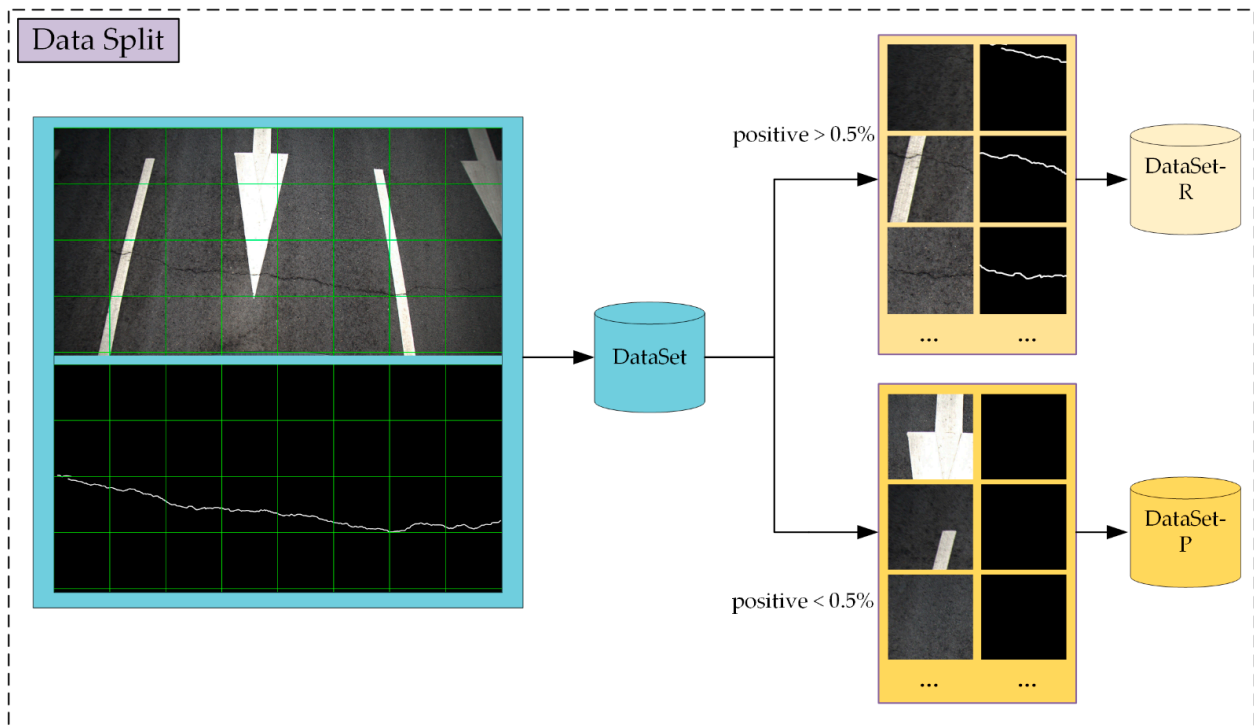 Data Split
positive > 0.5%
DataSet-
R
DataSet
... ...
positive < 0.5%
DataSet-
P
... ...